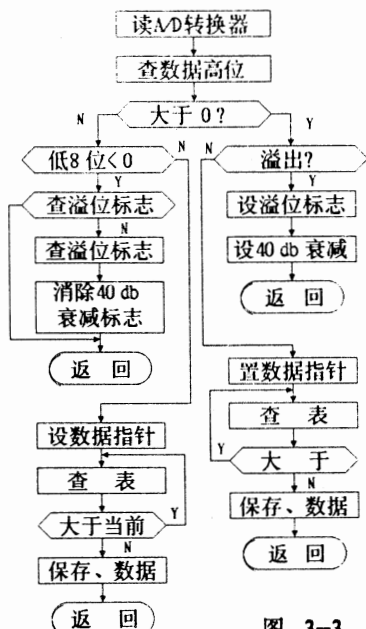 读A/D转换器
查数据高位
大于 0?
N
Y
低8 位<0
N
N
溢出?
Y
Y
查溢位标志
设溢位标志
N
查溢位标志
设40 db 衰减
消除40 db
衰减标志
返 回
返 回
置数据指针
设数据指针
查 表
查 表
Y
大 于
Y
大于当前
N
N
保存、数据
保存、数据
返 回
返 回
图 3-3